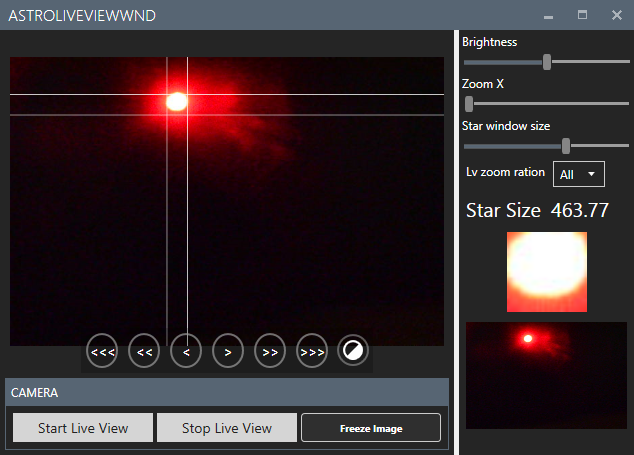 ASTROLIVEVIEWWND
Brightness
Zoom X
Star window size
Lv zoom ration All
Star Size 463.77
<<< << < > >> >>>
CAMERA
Start Live View Stop Live View Freeze Image